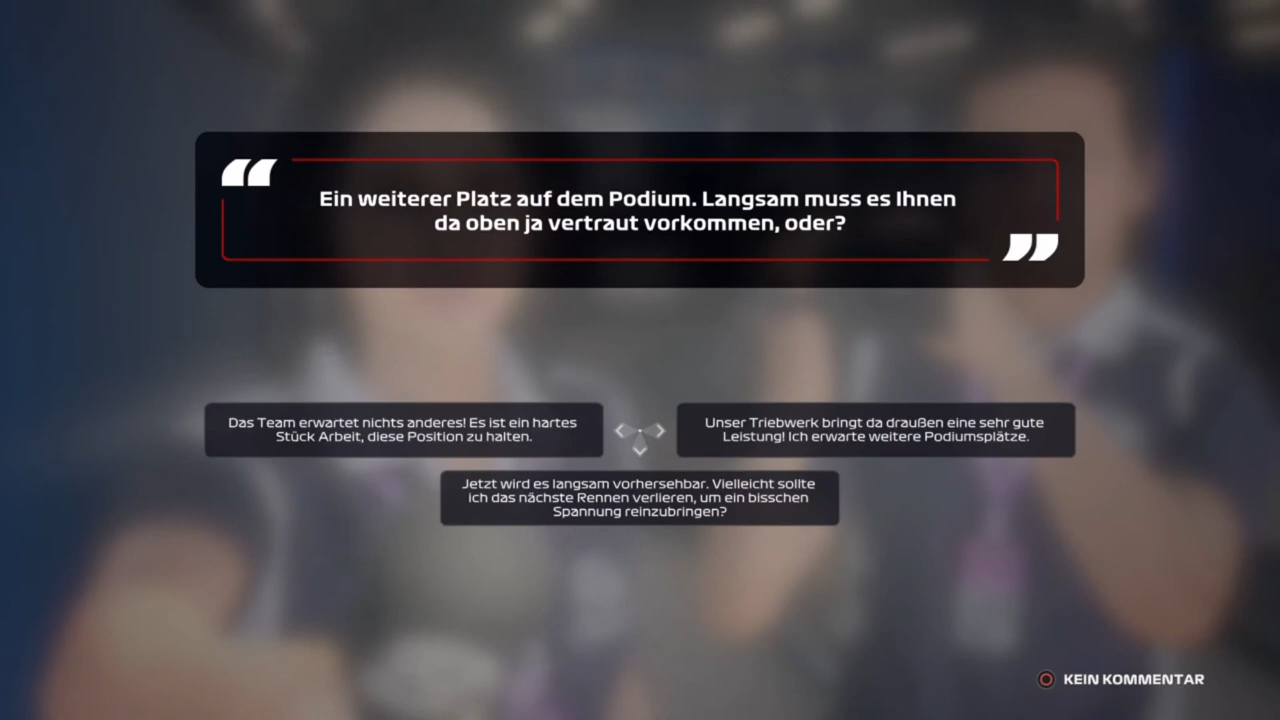 Ein weiterer Platz auf dem Podium. Langsam muss es Ihnen
da oben ja vertraut vorkommen, oder?
Das Team erwartet nichts anderes! Es ist ein hartes
Stück Arbeit, diese Position zu halten.
Unser Triebwerk bringt da draußen eine sehr gute
Leistung! Ich erwarte weitere Podiumsplätze.
Jetzt wird es langsam vorhersehbar. Vielleicht sollte
ich das nächste Rennen verlieren, um ein bisschen
Spannung reinzubringen?
KEIN KOMMENTAR